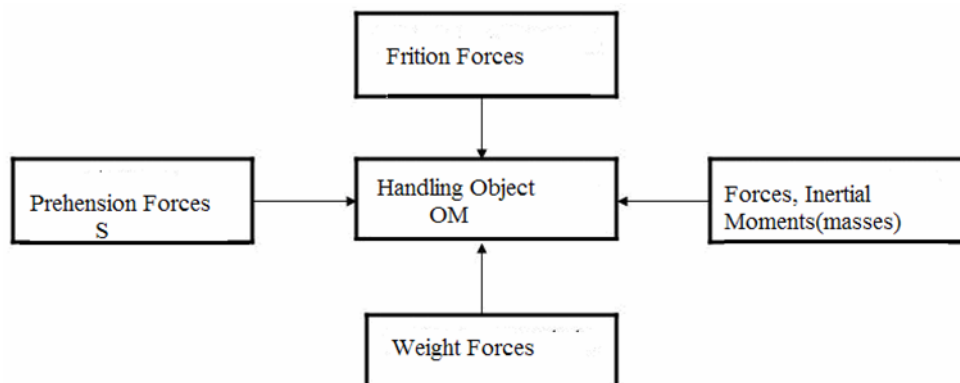 Frition Forces
Prehension Forces
S
Handling Object
OM
Forces, Inertial
Moments(masses)
Weight Forces